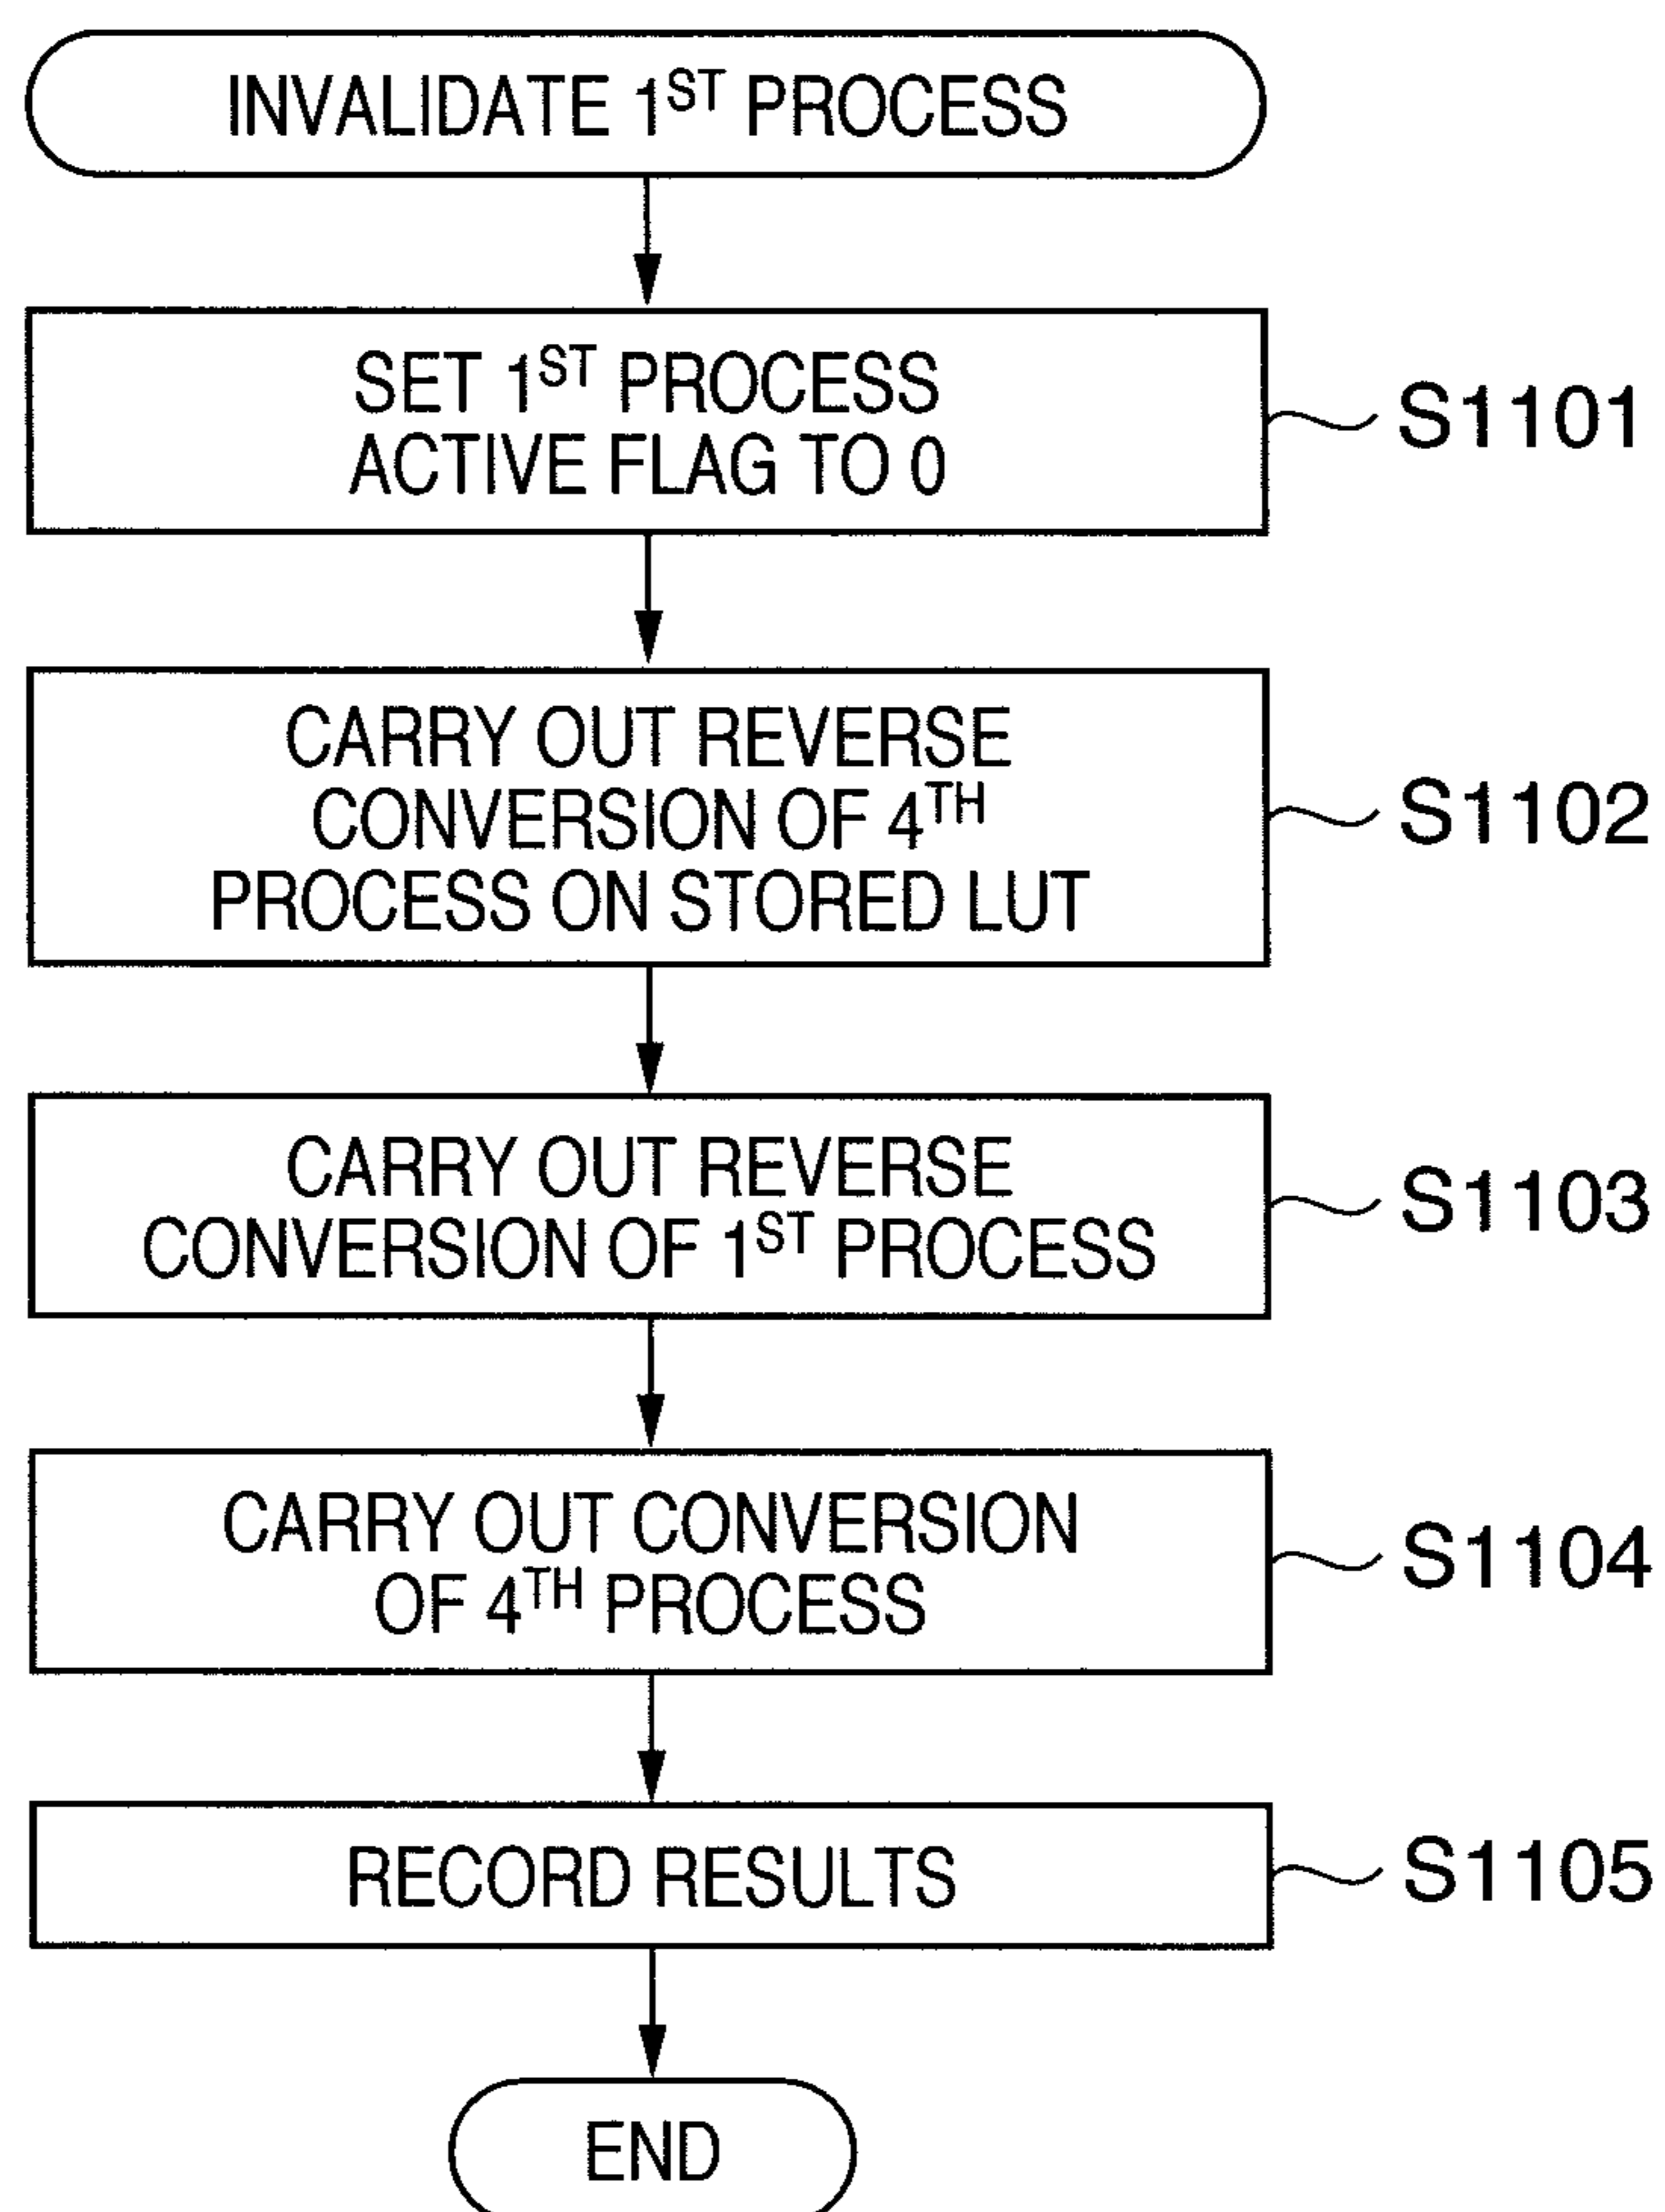 INVALIDATE 1ST PROCESS
SET 1ST PROCESS
ACTIVE FLAG TO 0
S1101
CARRY OUT REVERSE
CONVERSION OF 4TH
PROCESS ON STORED LUT
S1102
CARRY OUT REVERSE
CONVERSION OF 1ST PROCESS
S1103
CARRY OUT CONVERSION
OF 4TH PROCESS
S1104
RECORD RESULTS
S1105
END